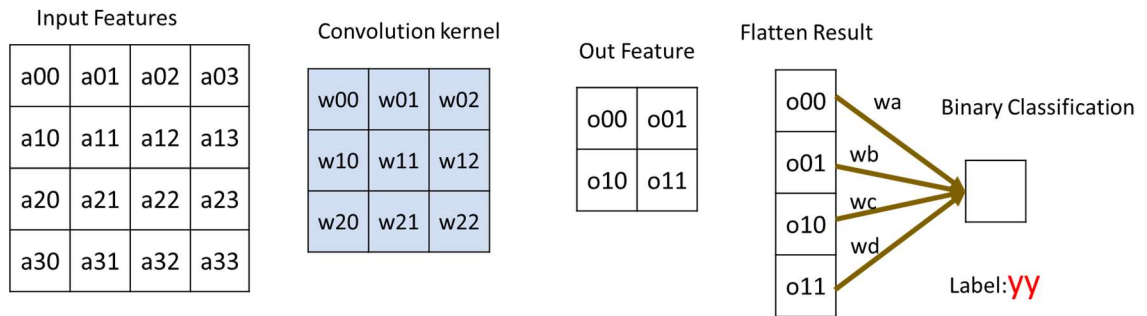 Input Features
a00 a01 a02 a03
a10 a11 a12 a13
a20 a21 a22 a23
a30 a31 a32 a33
Convolution kernel
w00 w01 w02
w10 w11 w12
w20 w21 w22
Out Feature
o00 o01
o10 o11
Flatten Result
o00
o01
o10
o11
wa
wb
wc
wd
Binary Classification
Label:yy